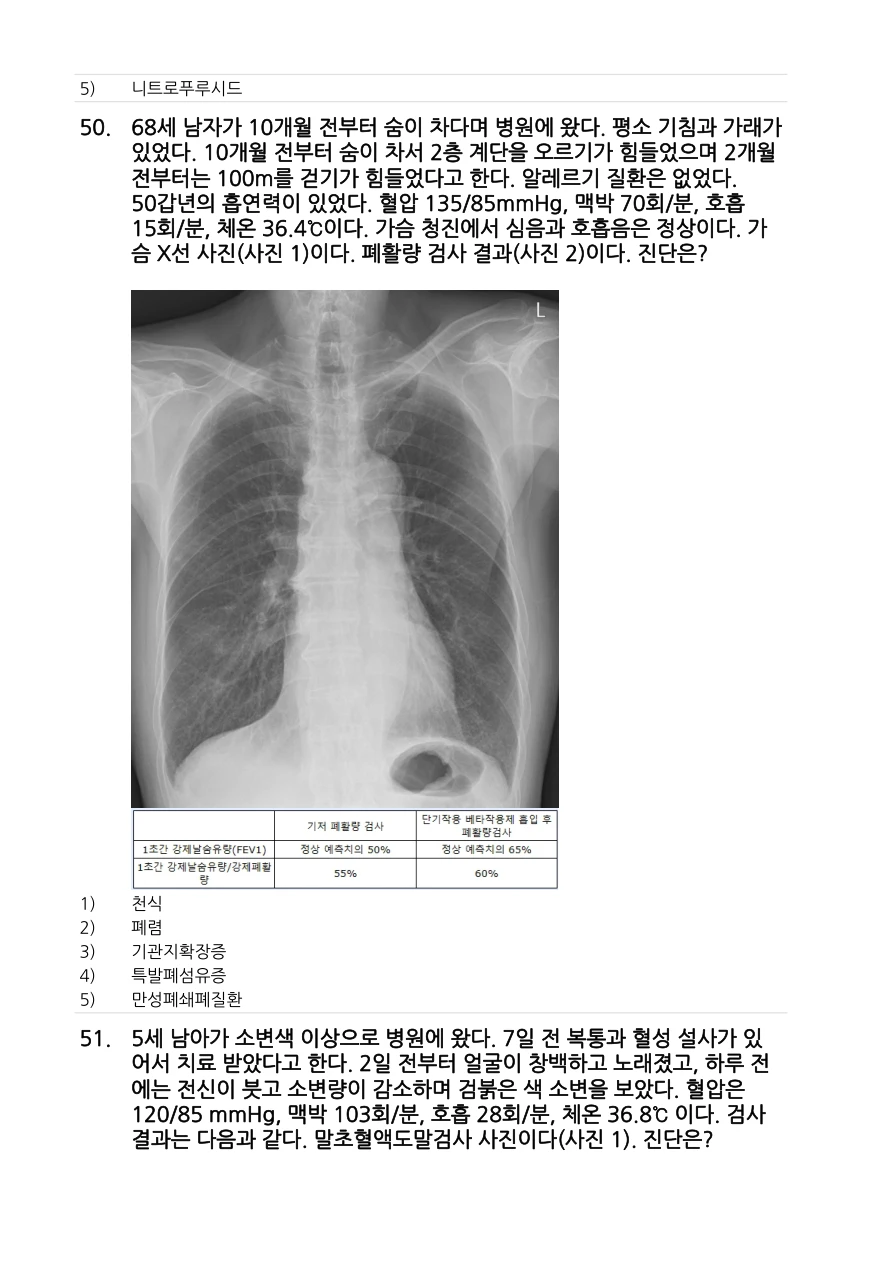 5) 니트로푸루시드
50. 68세 남자가 10개월 전부터 숨이 차다며 병원에 왔다. 평소 기침과 가래가
있었다. 10개월 전부터 숨이 차서 2층 계단을 오르기가 힘들었으며 2개월
전부터는 100m를 걷기가 힘들었다고 한다. 알레르기 질환은 없었다.
50갑년의 흡연력이 있었다. 혈압 135/85mmHg, 맥박 70회/분, 호흡
15회/분, 체온 36.4℃이다. 가슴 청진에서 심음과 호흡음은 정상이다. 가
슴 X선 사진(사진 1)이다. 폐활량 검사 결과(사진 2)이다. 진단은?
L
기저 폐활량 검사 단기작용 베타작용제 흡입 후
폐활량검사
1초간 강제날숨유량(FEV1) 정상 예측치의 50% 정상 예측치의 65%
1초간 강제날숨유량/강제폐활
량 55% 60%
1) 천식
2) 폐렴
3) 기관지확장증
4) 특발폐섬유증
5) 만성폐쇄폐질환
51. 5세 남아가 소변색 이상으로 병원에 왔다. 7일 전 복통과 혈성 설사가 있
어서 치료 받았다고 한다. 2일 전부터 얼굴이 창백하고 노래졌고, 하루 전
에는 전신이 붓고 소변량이 감소하며 검붉은 색 소변을 보았다. 혈압은
120/85 mmHg, 맥박 103회/분, 호흡 28회/분, 체온 36.8℃ 이다. 검사
결과는 다음과 같다. 말초혈액도말검사 사진이다(사진 1). 진단은?